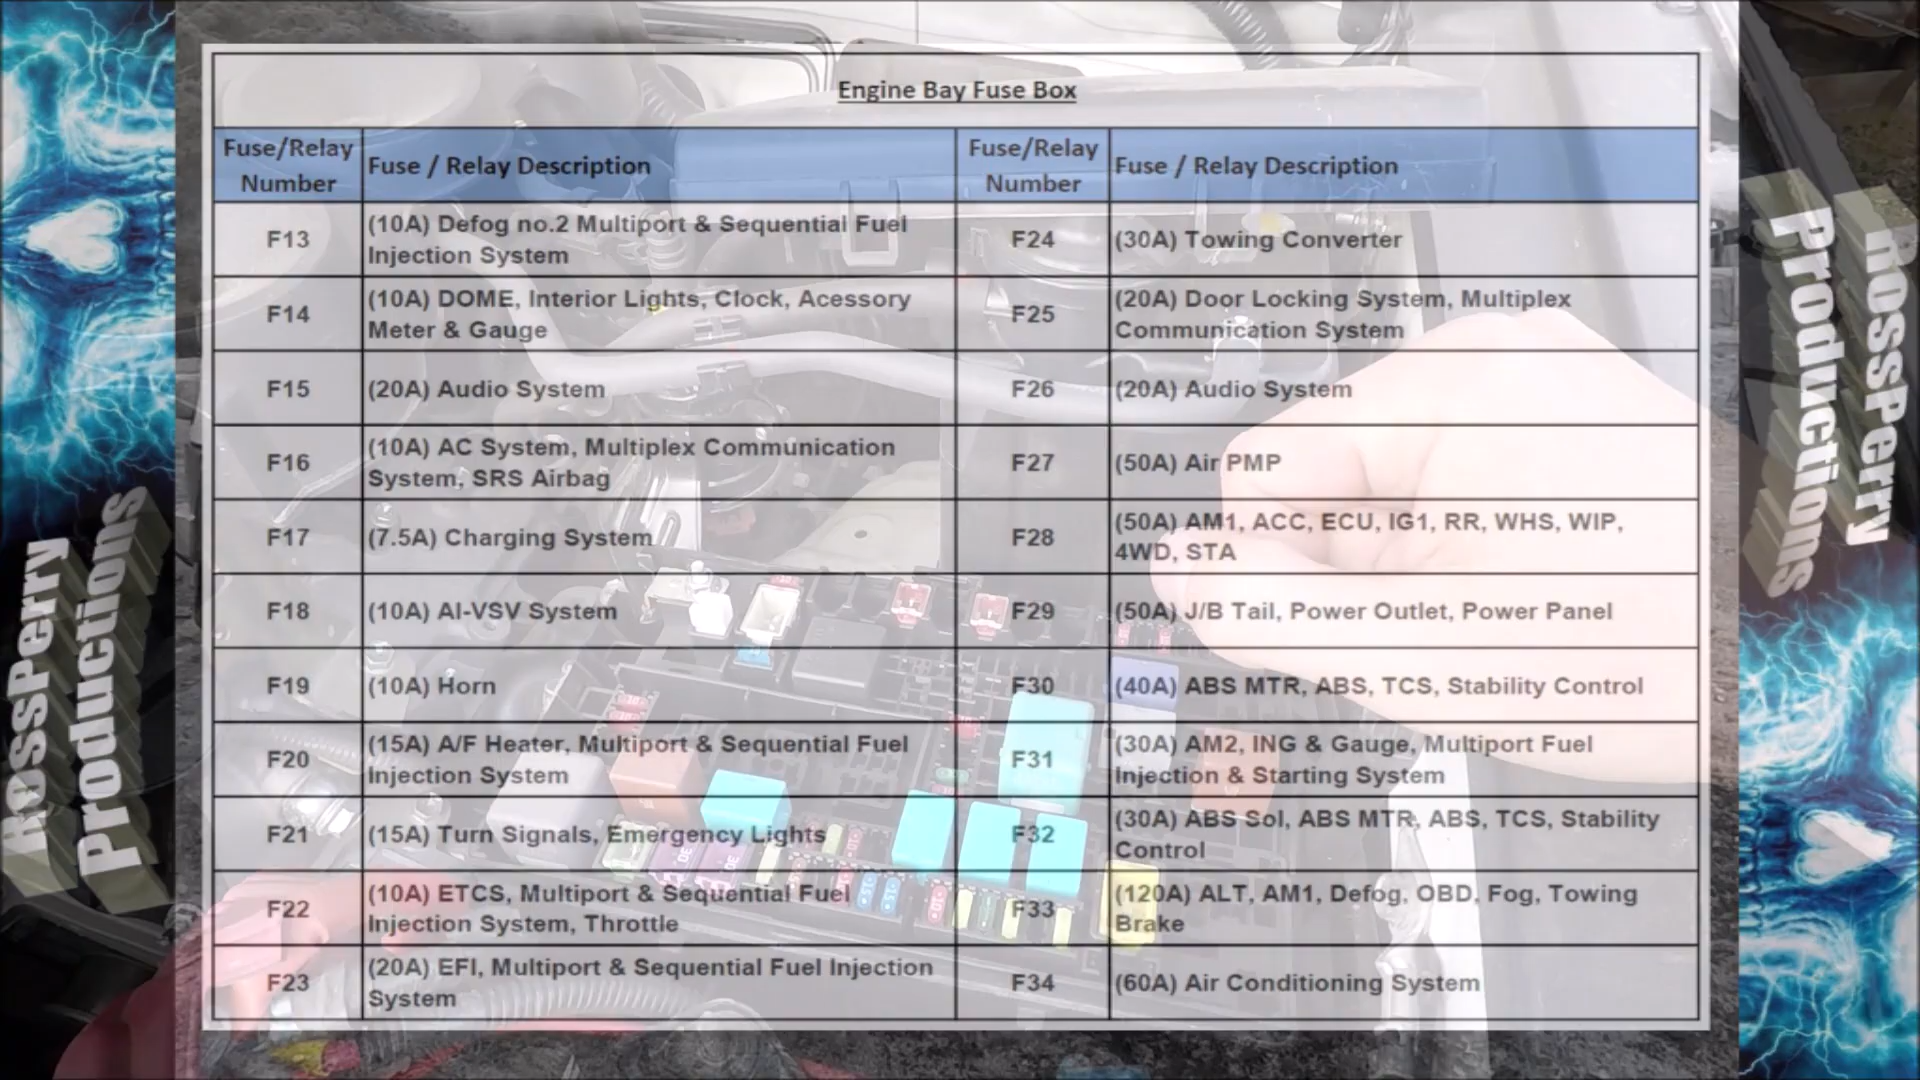 Engine Bay Fuse Box
Fuse/Relay
Number
Fuse / Relay Description
Fuse/Relay
Number
Fuse / Relay Description
F13
(10A) Defog no.2 Multiport & Sequential Fuel
Injection System
F24
(30A) Towing Converter
F14
(10A) DOME, Interior Lights, Clock, Acessory
Meter & Gauge
F25
(20A) Door Locking System, Multiplex
Communication System
F15
(20A) Audio System
F26
(20A) Audio System
F16
(10A) AC System, Multiplex Communication
System, SRS Airbag
F27
(50A) Air PMP
F17
(7.5A) Charging System
F28
(50A) AM1, ACC, ECU, IG1, RR, WHS, WIP,
4WD, STA
F18
(10A) AI-VSV System
F29
(50A) J/B Tail, Power Outlet, Power Panel
F19
(10A) Horn
F30
(40A) ABS MTR, ABS, TCS, Stability Control
F20
(15A) A/F Heater, Multiport & Sequential Fuel
Injection System
F31
(30A) AM2, ING & Gauge, Multiport Fuel
Injection & Starting System
F21
(15A) Turn Signals, Emergency Lights
F32
(30A) ABS Sol, ABS MTR, ABS, TCS, Stability
Control
F22
(10A) ETCS, Multiport & Sequential Fuel
Injection System, Throttle
F33
(120A) ALT, AM1, Defog, OBD, Fog, Towing
Brake
F23
(20A) EFI, Multiport & Sequential Fuel Injection
System
F34
(60A) Air Conditioning System
RossPerry
Productions
RossPerry
Productions